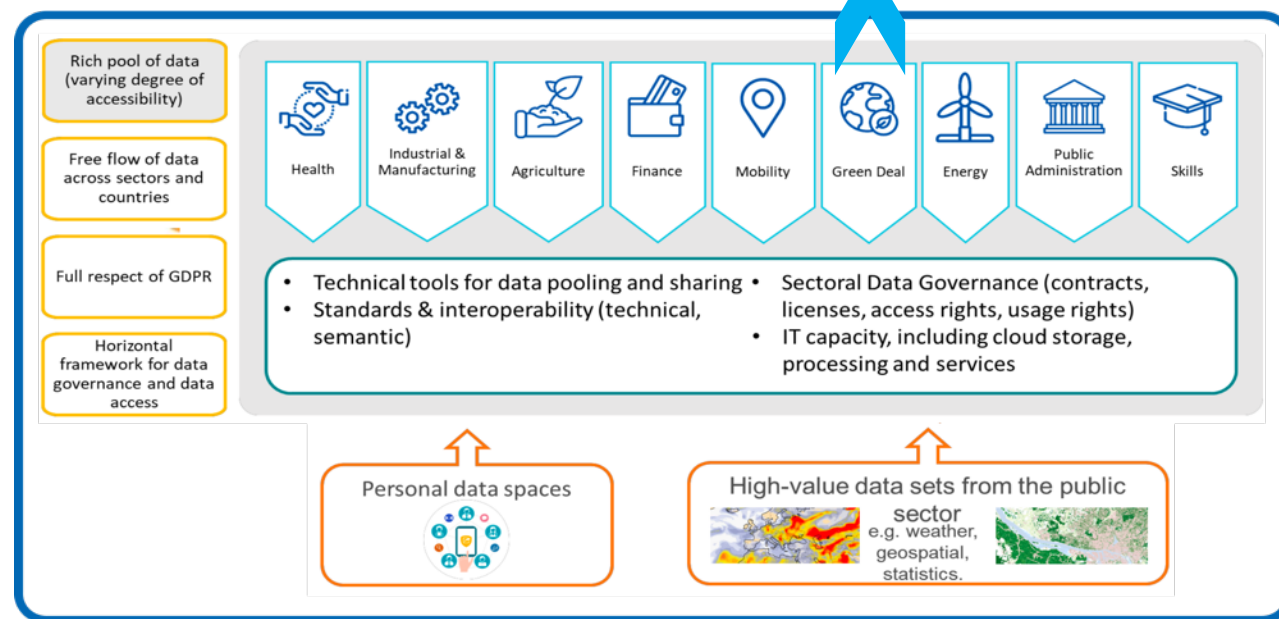 Rich pool of data
(varying degree of
accessibility)
Free flow of data
across sectors and
countries
Full respect of GDPR
Horizontal
framework for data
governance and data
access
Health
Industrial &
Manufacturing
Agriculture
Finance
Mobility
Green Deal
Energy
Public
Administration
Skills
• Technical tools for data pooling and sharing
• Standards & interoperability (technical,
semantic)
• Sectoral Data Governance (contracts,
licenses, access rights, usage rights)
• IT capacity, including cloud storage,
processing and services
Personal data spaces
High-value data sets from the public
sector
e.g. weather,
geospatial,
statistics.